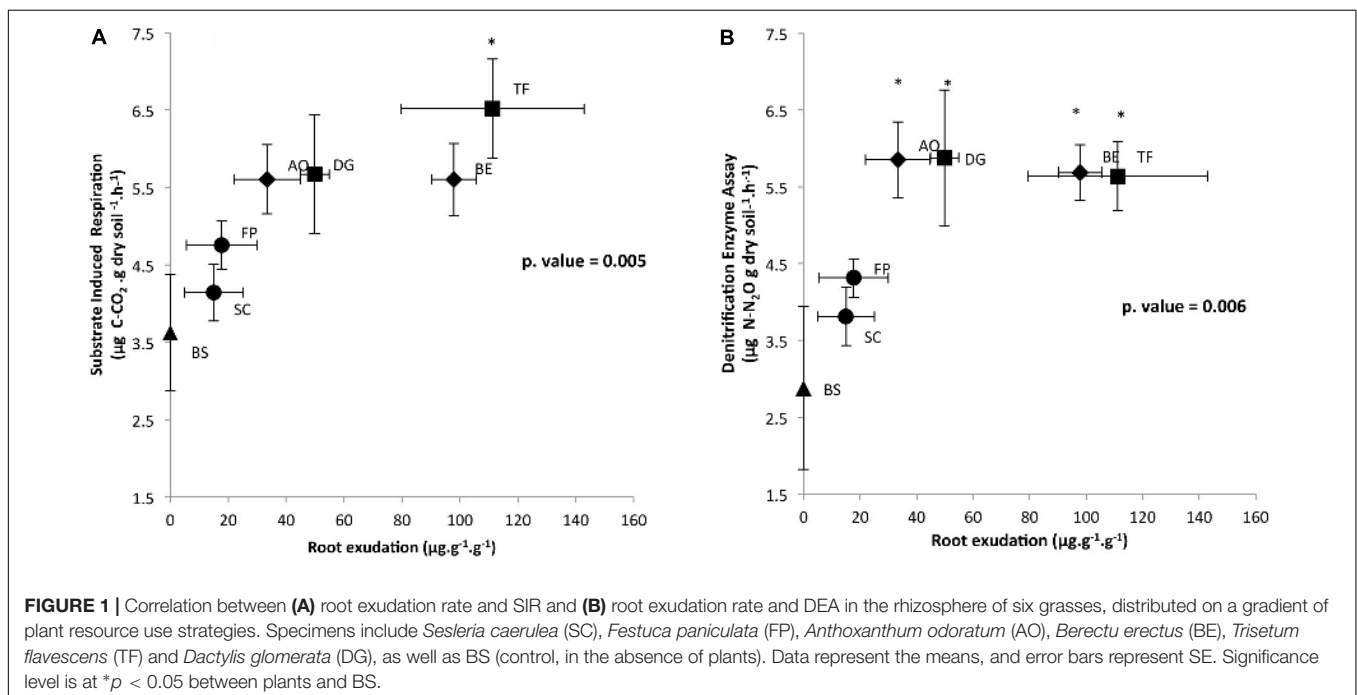 A
7.5
6.5
5.5
4.5
3.5
2.5
1.5
Substrate Induced Respiration
(µg C-CO₂ .g dry soil ⁻¹.h⁻¹)
*
TF
AO
DG
BE
FP
SC
BS
p. value = 0.005
0 20 40 60 80 100 120 140 160
Root exudation (µg.g⁻¹.g⁻¹)
B
7.5
6.5
5.5
4.5
3.5
2.5
1.5
Denitrification Enzyme Assay
(µg N-N₂O g dry soil⁻¹.h⁻¹)
* * * *
AO
DG
BE
TF
FP
SC
BS
p. value = 0.006
0 20 40 60 80 100 120 140 160
Root exudation (µg.g⁻¹.g⁻¹)
FIGURE 1 | Correlation between (A) root exudation rate and SIR and (B) root exudation rate and DEA in the rhizosphere of six grasses, distributed on a gradient of
plant resource use strategies. Specimens include Sesleria caerulea (SC), Festuca paniculata (FP), Anthoxanthum odoratum (AO), Berectu erectus (BE), Trisetum
flavescens (TF) and Dactylis glomerata (DG), as well as BS (control, in the absence of plants). Data represent the means, and error bars represent SE. Significance
level is at *p < 0.05 between plants and BS.